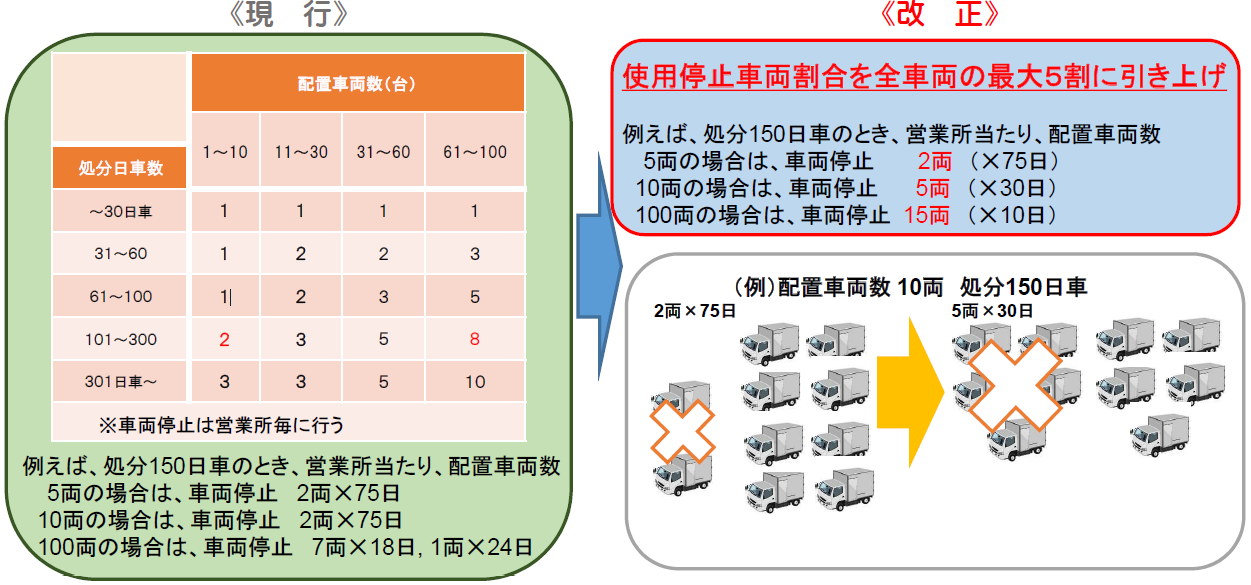 《現　行》
配置車両数（台）
処分日車数
1～10 11～30 31～60 61～100
～30日車 1 1 1 1
31～60 1 2 2 3
61～100 1 2 3 5
101～300 2 3 5 8
301日車～ 3 3 5 10
※車両停止は営業所毎に行う
例えば、処分150日車のとき、営業所当たり、配置車両数
5両の場合は、車両停止　2両×75日
10両の場合は、車両停止　2両×75日
100両の場合は、車両停止　7両×18日, 1両×24日
《改　正》
使用停止車両割合を全車両の最大５割に引き上げ
例えば、処分150日車のとき、営業所当たり、配置車両数
5両の場合は、車両停止　2両　（×75日）
10両の場合は、車両停止　5両　（×30日）
100両の場合は、車両停止　15両　（×10日）
（例）配置車両数 10両　処分150日車
2両×75日
5両×30日